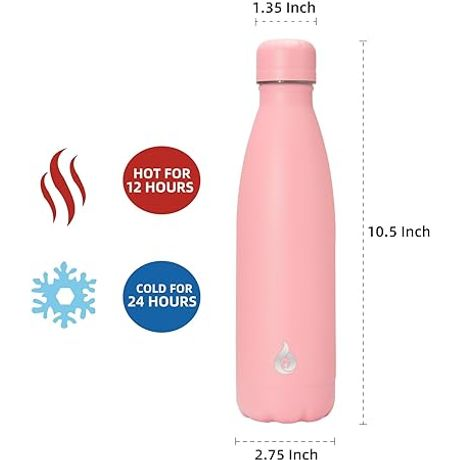 1.35 Inch
HOT FOR
12 HOURS
10.5 Inch
COLD FOR
24 HOURS
2.75 Inch